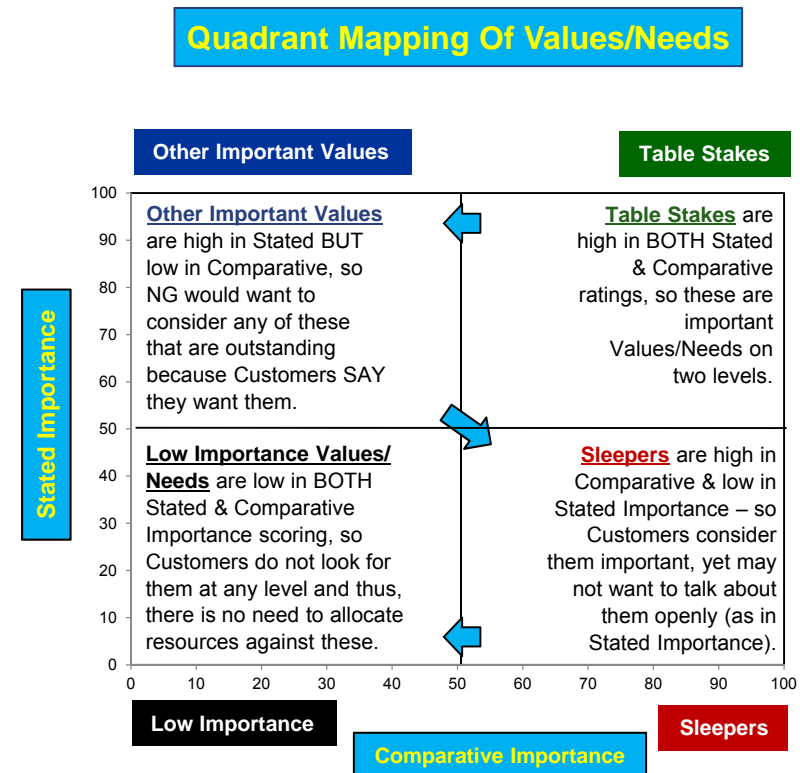 Quadrant Mapping Of Values/Needs
Other Important Values
Table Stakes
Stated Importance
100
90
80
70
60
50
40
30
20
10
0
Other Important Values
are high in Stated BUT
low in Comparative, so
NG would want to
consider any of these
that are outstanding
because Customers SAY
they want them.
Table Stakes are
high in BOTH Stated
& Comparative
ratings, so these are
important
Values/Needs on
two levels.
Low Importance Values/
Needs are low in BOTH
Stated & Comparative
Importance scoring, so
Customers do not look for
them at any level and thus,
there is no need to allocate
resources against these.
Sleepers are high in
Comparative & low in
Stated Importance – so
Customers consider
them important, yet may
not want to talk about
them openly (as in
Stated Importance).
0 10 20 30 40 50 60 70 80 90 100
Low Importance
Sleepers
Comparative Importance